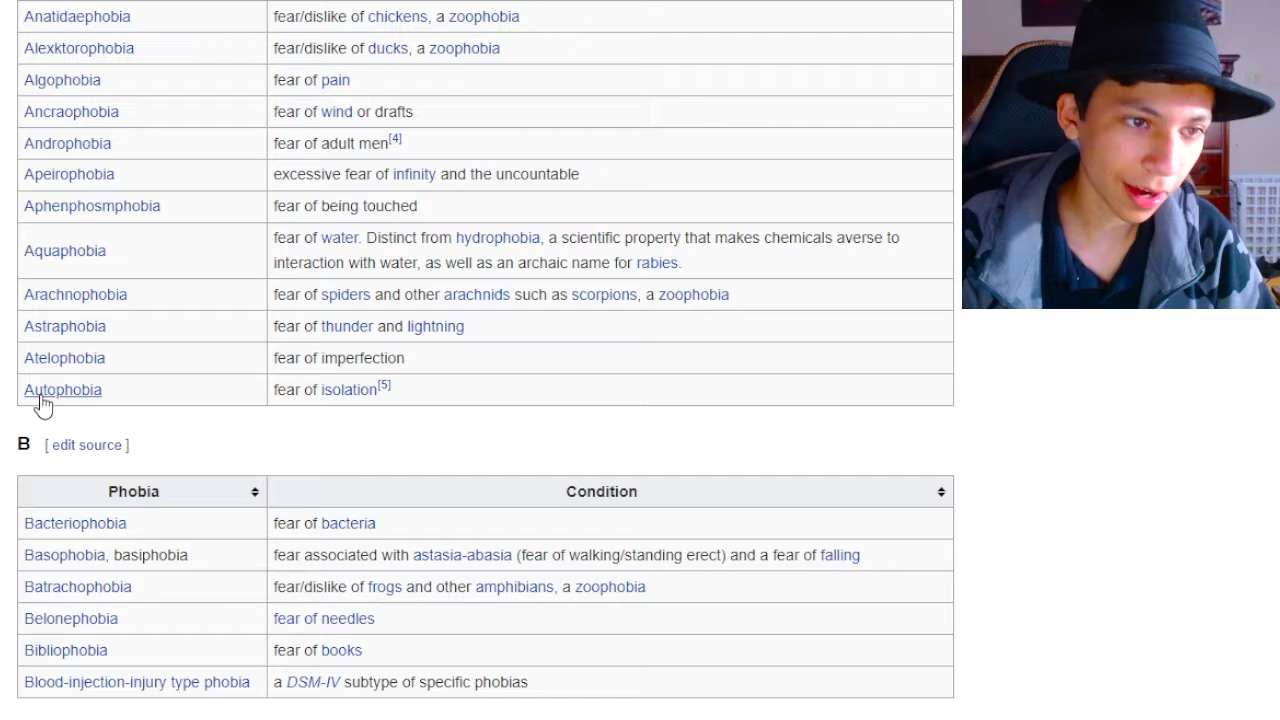 Anatidaephobia fear/dislike of chickens, a zoophobia
Alexktorophobia fear/dislike of ducks, a zoophobia
Algophobia fear of pain
Ancraophobia fear of wind or drafts
Androphobia fear of adult men[4]
Apeirophobia excessive fear of infinity and the uncountable
Aphenphosmphobia fear of being touched
Aquaphobia fear of water. Distinct from hydrophobia, a scientific property that makes chemicals averse to
interaction with water, as well as an archaic name for rabies.
Arachnophobia fear of spiders and other arachnids such as scorpions, a zoophobia
Astraphobia fear of thunder and lightning
Atelophobia fear of imperfection
Autophobia fear of isolation[5]
B [ edit source ]
Phobia Condition
Bacteriophobia fear of bacteria
Basophobia, basiphobia fear associated with astasia-abasia (fear of walking/standing erect) and a fear of falling
Batrachophobia fear/dislike of frogs and other amphibians, a zoophobia
Belonephobia fear of needles
Bibliophobia fear of books
Blood-injection-injury type phobia a DSM-IV subtype of specific phobias